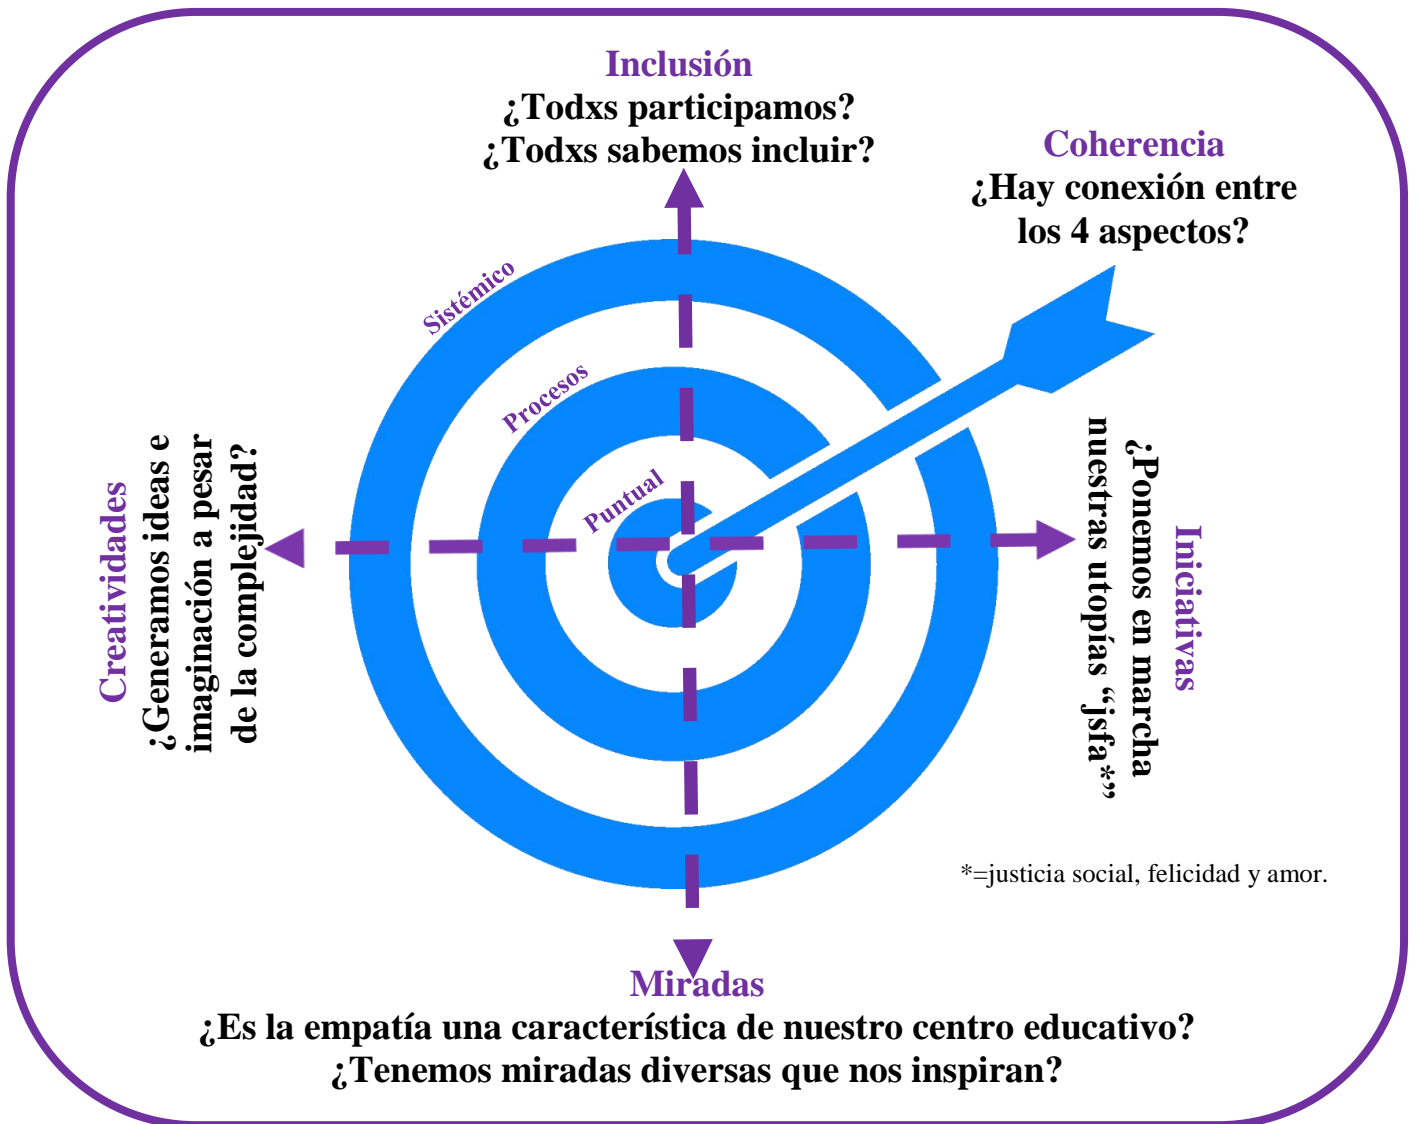 Inclusión
¿Todxs participamos?
¿Todxs sabemos incluir?
Coherencia
¿Hay conexión entre
los 4 aspectos?
Sistémico
Procesos
Puntual
Creatividades
¿Generamos ideas e
imaginación a pesar
de la complejidad?
Iniciativas
¿Ponemos en marcha
nuestras utopías “jsfa*”
*=justicia social, felicidad y amor.
Miradas
¿Es la empatía una característica de nuestro centro educativo?
¿Tenemos miradas diversas que nos inspiran?